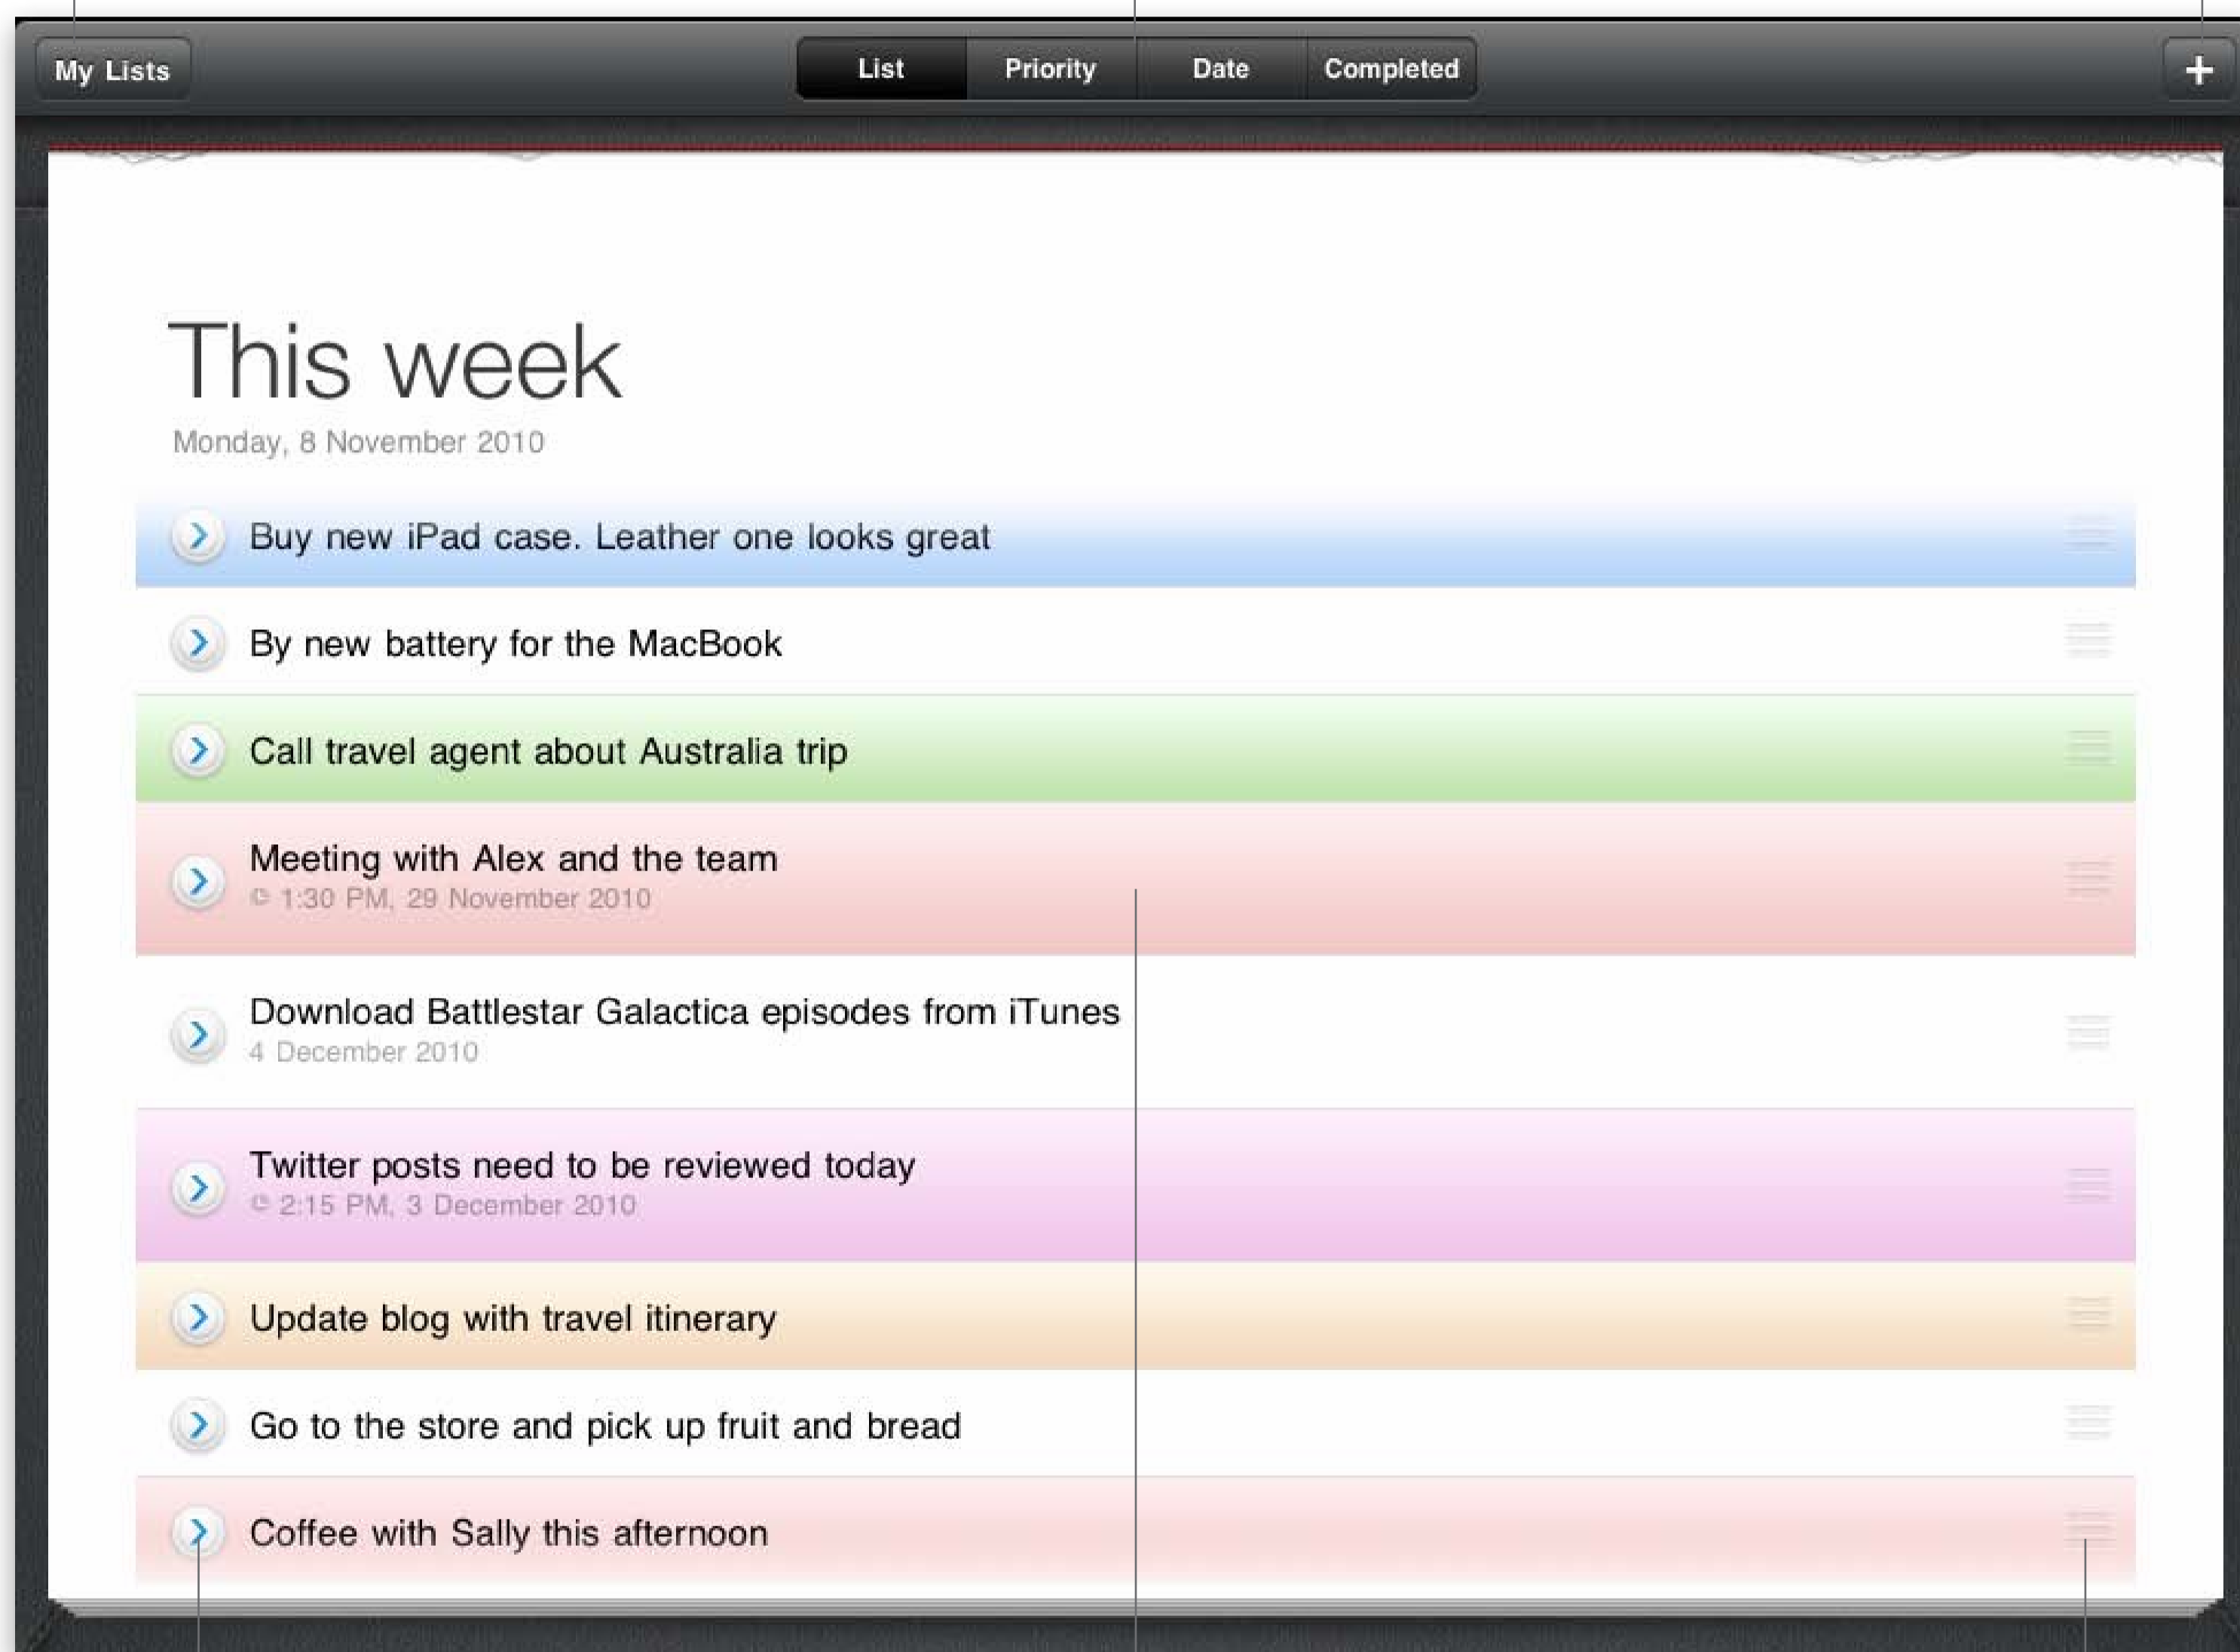 My Lists
List Priority Date Completed
+
This week
Monday, 8 November 2010
Buy new iPad case. Leather one looks great
By new battery for the MacBook
Call travel agent about Australia trip
Meeting with Alex and the team
1:30 PM, 29 November 2010
Download Battlestar Galactica episodes from iTunes
4 December 2010
Twitter posts need to be reviewed today
2:15 PM, 3 December 2010
Update blog with travel itinerary
Go to the store and pick up fruit and bread
Coffee with Sally this afternoon